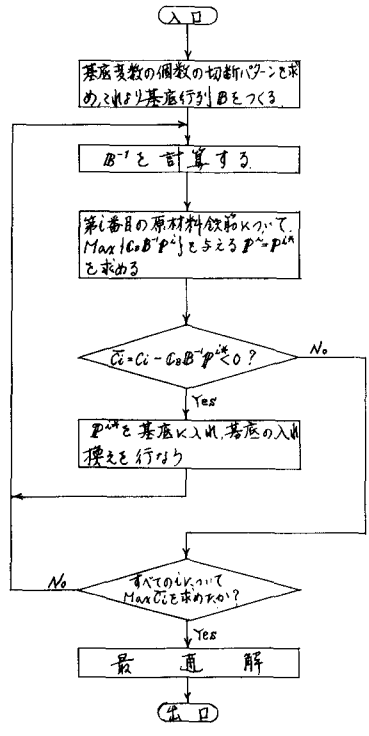 入口
基底変数の個数の切断パターンを求
め,これより基底行列Bをつくる
B⁻¹を計算する
第i番目の原材料鉄筋について
Max{C_B B⁻¹Pⁱ}を与えるPⁱ=Pⁱ*
を求める
C̄i=Ci-C_B B⁻¹Pⁱ*<0?
No
Yes
Pⁱ*を基底に入れ,基底の入れ
換えを行なう
No
すべてのiについて
Max C̄iを求めたか?
Yes
最適解
出口